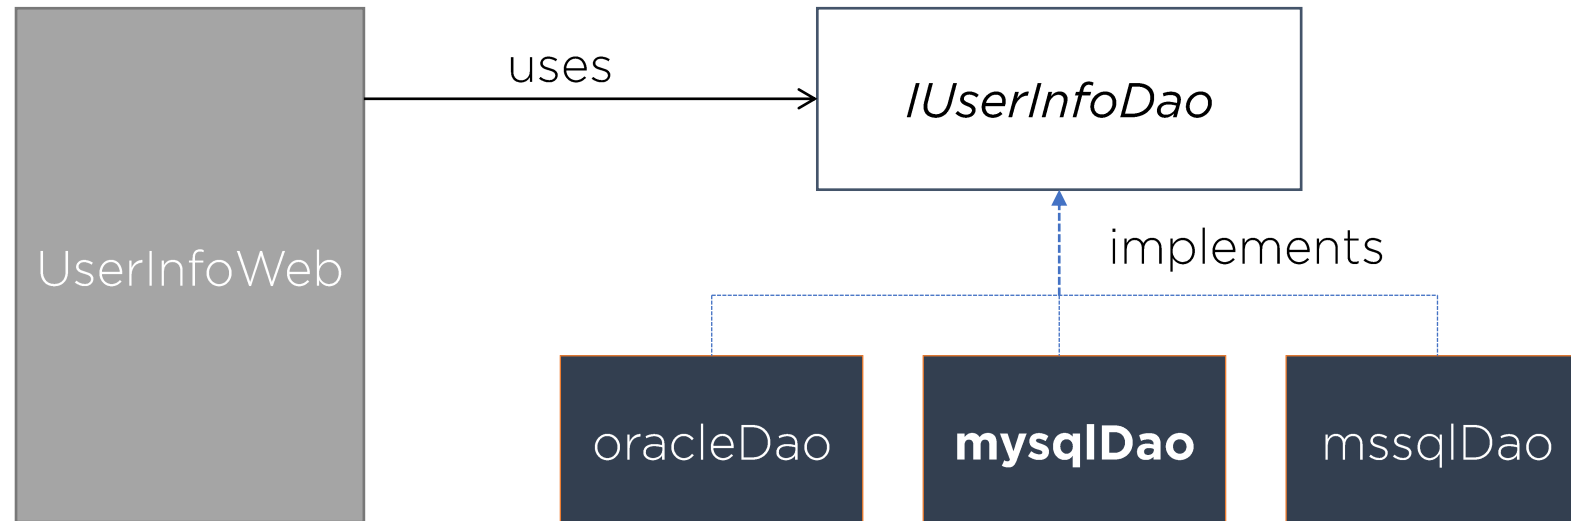 uses
IUserInfoDao
UserInfoWeb
implements
oracleDao
mysqlDao
mssqlDao